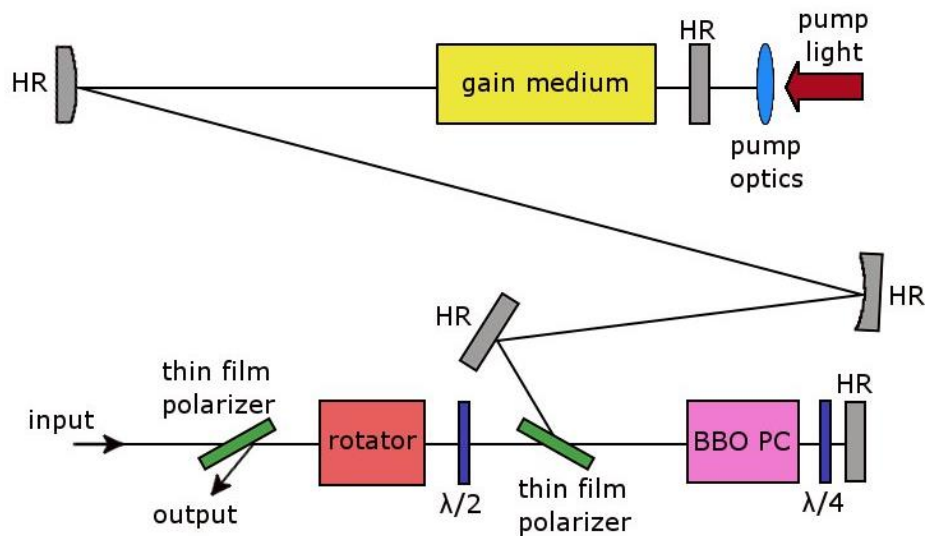 HR
gain medium
HR
pump
light
pump
optics
HR
HR
thin film
polarizer
input
output
rotator
λ/2
thin film
polarizer
BBO PC
λ/4
HR